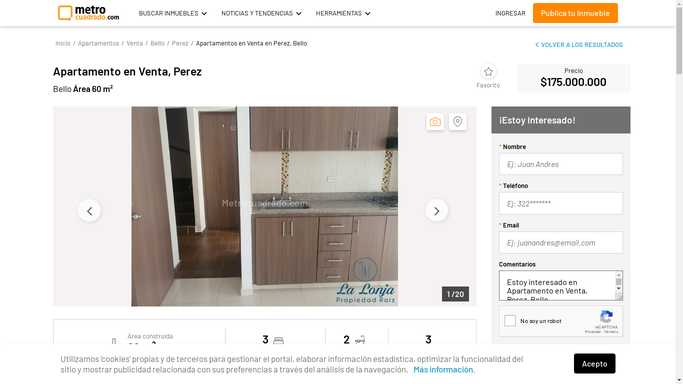 metro
cuadrado.com
BUSCAR INMUEBLES
NOTICIAS Y TENDENCIAS
HERRAMIENTAS
INGRESAR
Publica tu Inmueble
Inicio / Apartamentos / Venta / Bello / Perez / Apartamentos en Venta en Perez, Bello
VOLVER A LOS RESULTADOS
Apartamento en Venta, Perez
Bello Área 60 m²
Favorito
Precio
$175.000.000
Metrocuadrado.com
La Lonja
Propiedad Raiz
1 / 20
¡Estoy Interesado!
* Nombre
Ej: Juan Andres
* Teléfono
Ej: 322*******
* Email
Ej: juanandres@email.com
Comentarios
Estoy interesado en
Apartamento en Venta,
Perez, Bello
No soy un robot
reCAPTCHA
Privacidad - Términos
Área construida
3
2
3
Utilizamos 'cookies' propias y de terceros para gestionar el portal, elaborar información estadística, optimizar la funcionalidad del
sitio y mostrar publicidad relacionada con sus preferencias a través del análisis de la navegación. Más información.
Acepto